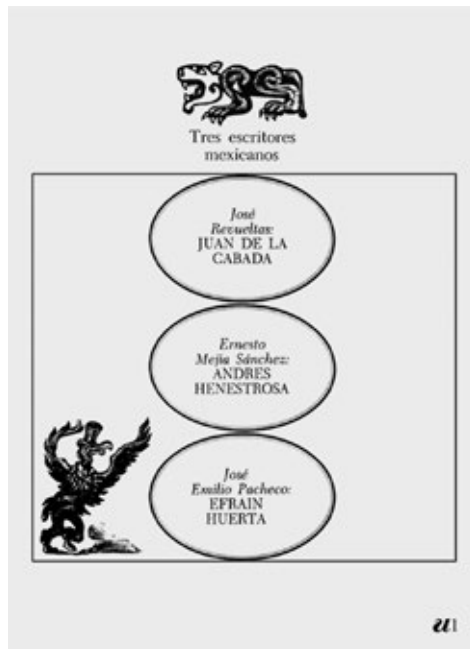 Tres escritores
mexicanos
José
Revueltas:
JUAN DE LA
CABADA
Ernesto
Mejía Sánchez:
ANDRES
HENESTROSA
José
Emilio Pacheco:
EFRAIN
HUERTA
u1